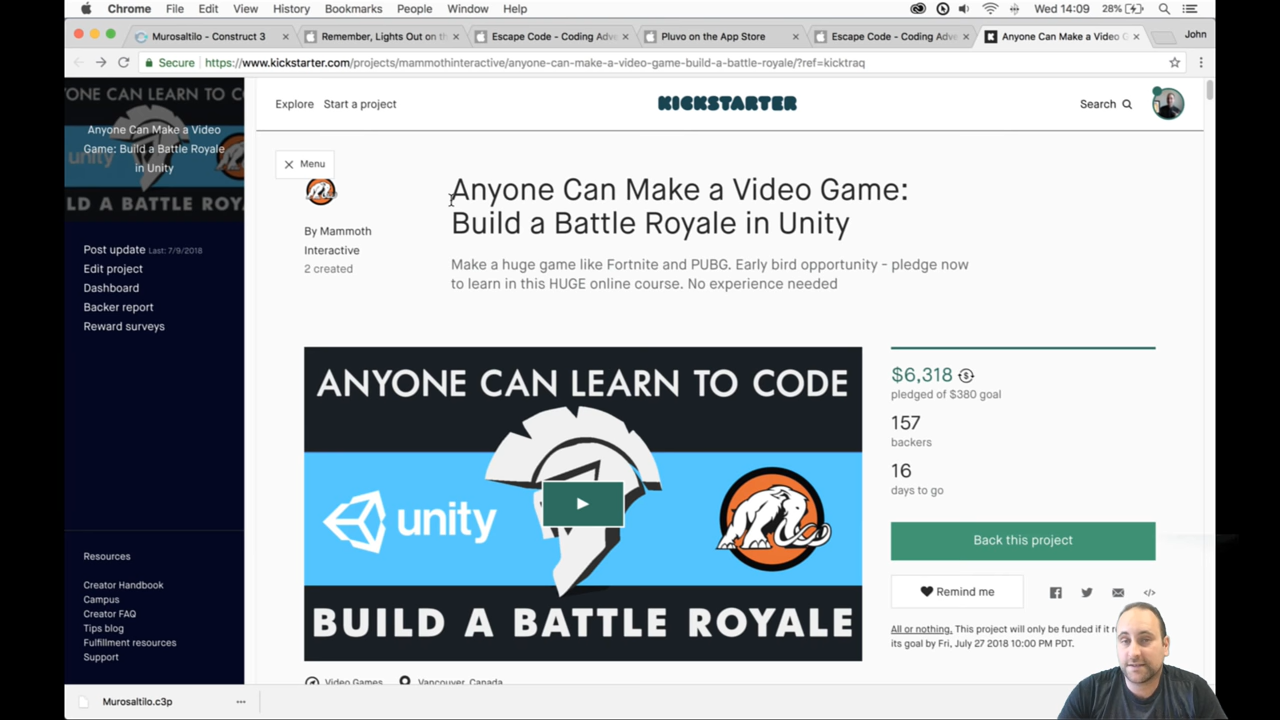 Chrome File Edit View History Bookmarks People Window Help Wed 14:09 28%
Murosaltilo - Construct 3
Remember, Lights Out on th
Escape Code - Coding Adve
Pluvo on the App Store
Escape Code - Coding Adve
Anyone Can Make a Video G
John
Secure https://www.kickstarter.com/projects/mammothinteractive/anyone-can-make-a-video-game-build-a-battle-royale/?ref=kicktraq
Anyone Can Make a Video
Game: Build a Battle Royale
in Unity
Post update Last: 7/9/2018
Edit project
Dashboard
Backer report
Reward surveys
Resources
Creator Handbook
Campus
Creator FAQ
Tips blog
Fulfillment resources
Support
Explore Start a project KICKSTARTER Search
Menu
By Mammoth
Interactive
2 created
Anyone Can Make a Video Game:
Build a Battle Royale in Unity
Make a huge game like Fortnite and PUBG. Early bird opportunity - pledge now
to learn in this HUGE online course. No experience needed
ANYONE CAN LEARN TO CODE
unity
BUILD A BATTLE ROYALE
$6,318
pledged of $380 goal
157
backers
16
days to go
Back this project
Remind me
All or nothing. This project will only be funded if it r
its goal by Fri, July 27 2018 10:00 PM PDT.
Video Games Vancouver, Canada
Murosaltilo.c3p